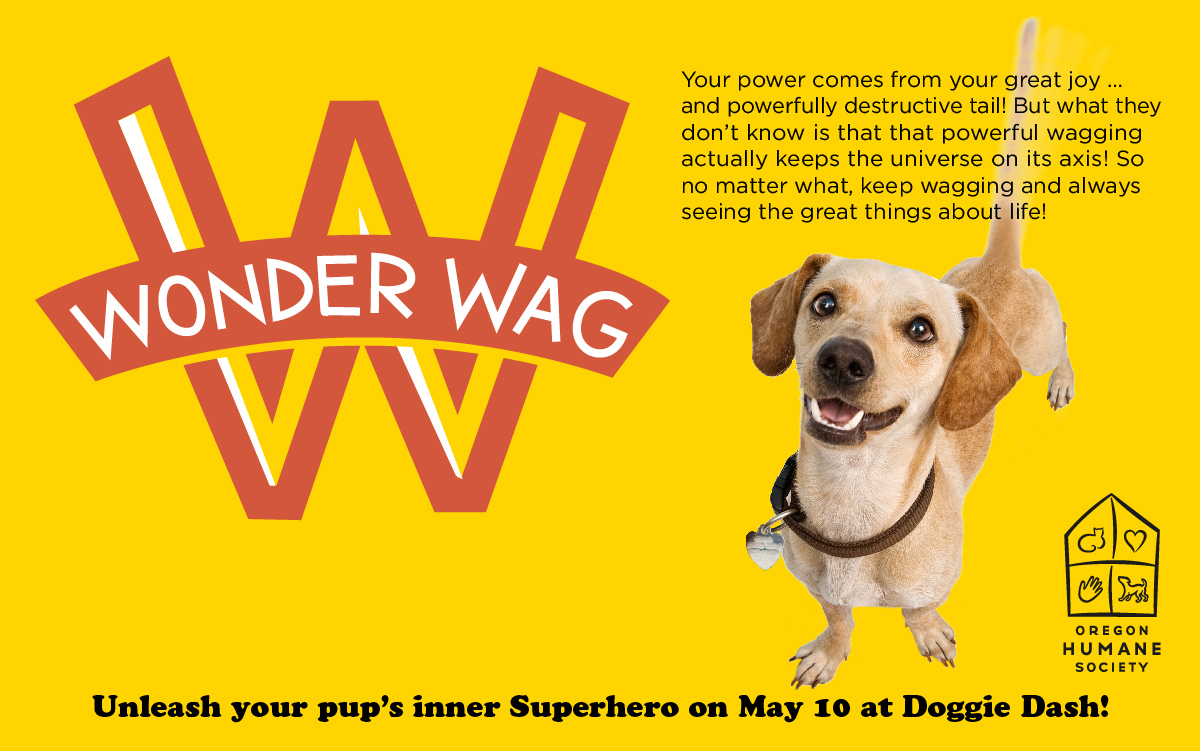 WONDER WAG
Your power comes from your great joy ...
and powerfully destructive tail! But what they
don't know is that that powerful wagging
actually keeps the universe on its axis! So
no matter what, keep wagging and always
seeing the great things about life!
OREGON
HUMANE
SOCIETY
Unleash your pup's inner Superhero on May 10 at Doggie Dash!